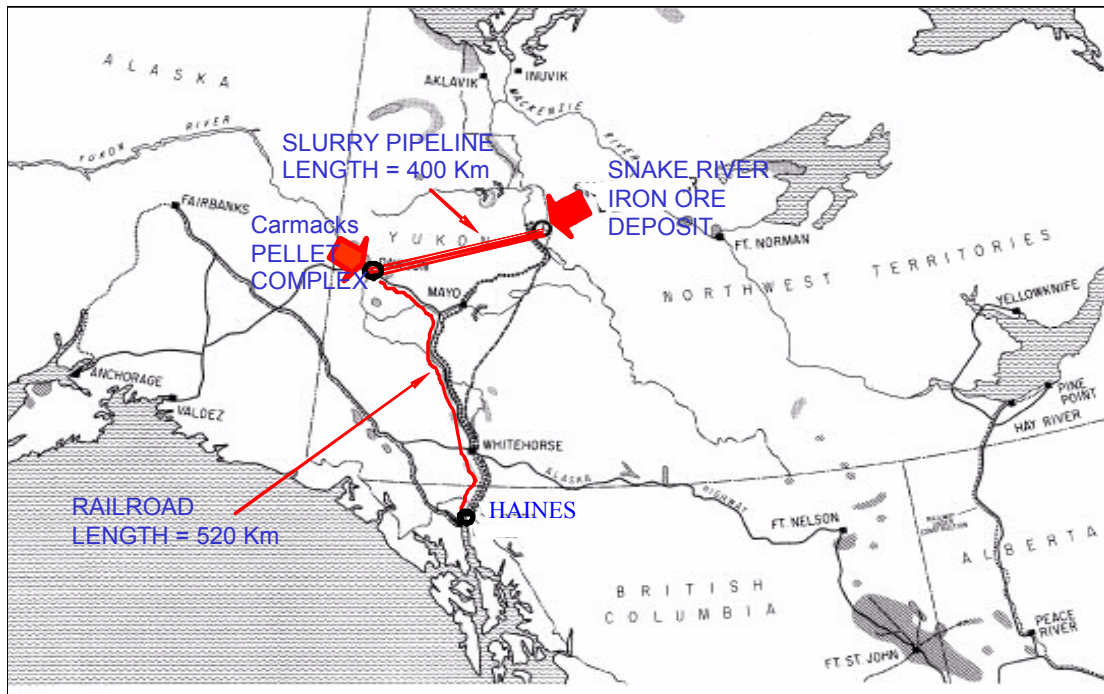 ALASKA
AKLAVIK
INUVIK
MACKENZIE
RIVER
YUKON RIVER
SLURRY PIPELINE
LENGTH = 400 Km
SNAKE RIVER
IRON ORE
DEPOSIT
FAIRBANKS
Carmacks
PELLET
COMPLEX
YUKON
FT. NORMAN
MAYO
NORTHWEST TERRITORIES
YELLOWKNIFE
ANCHORAGE
VALDEZ
PINE
POINT
HAY RIVER
WHITEHORSE
ALASKA
HIGHWAY
RAILROAD
LENGTH = 520 Km
HAINES
FT. NELSON
ALBERTA
BRITISH
COLUMBIA
PEACE
RIVER
FT. ST. JOHN